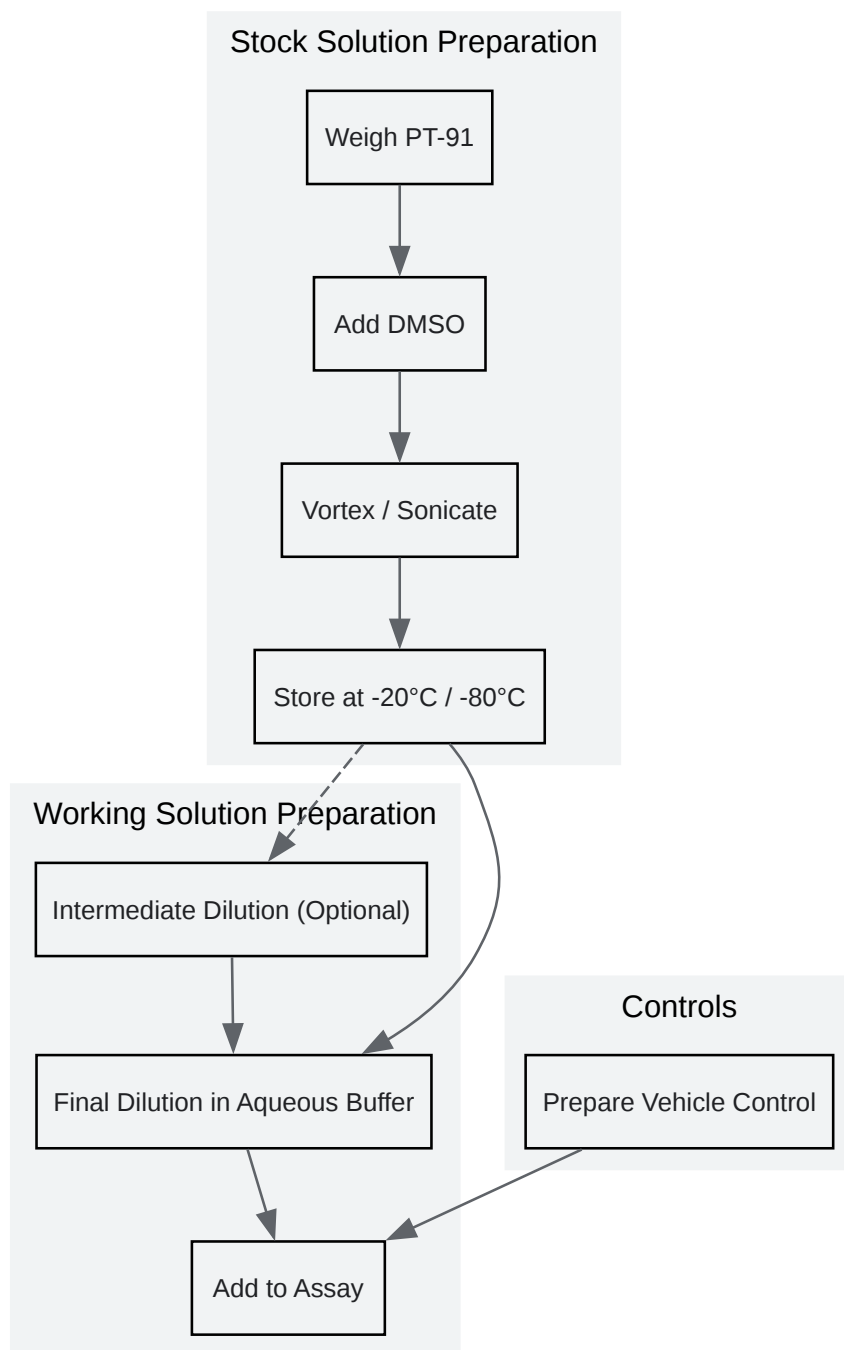 Stock Solution Preparation
Weigh PT-91
Add DMSO
Vortex / Sonicate
Store at -20°C / -80°C
Working Solution Preparation
Intermediate Dilution (Optional)
Controls
Final Dilution in Aqueous Buffer
Prepare Vehicle Control
Add to Assay